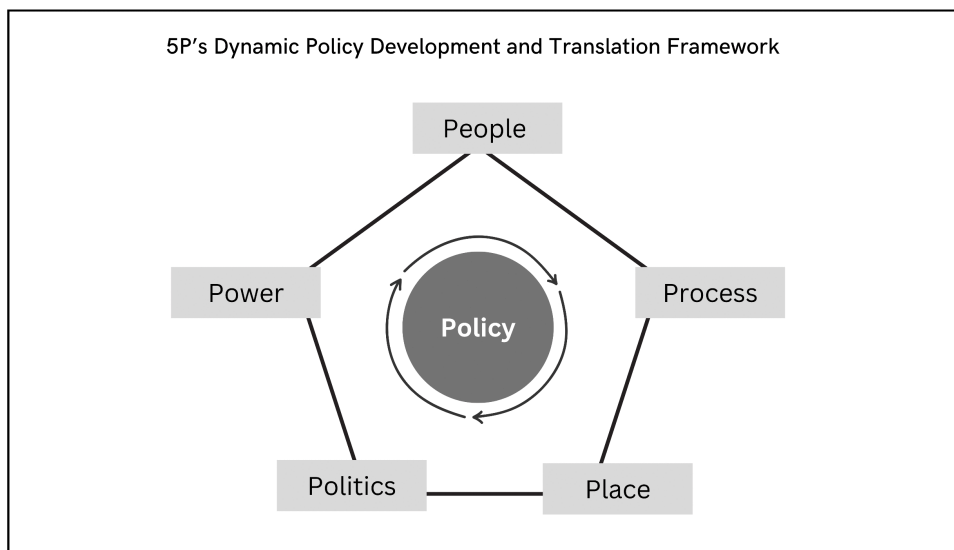 5P’s Dynamic Policy Development and Translation Framework
People
Power
Process
Policy
Politics
Place